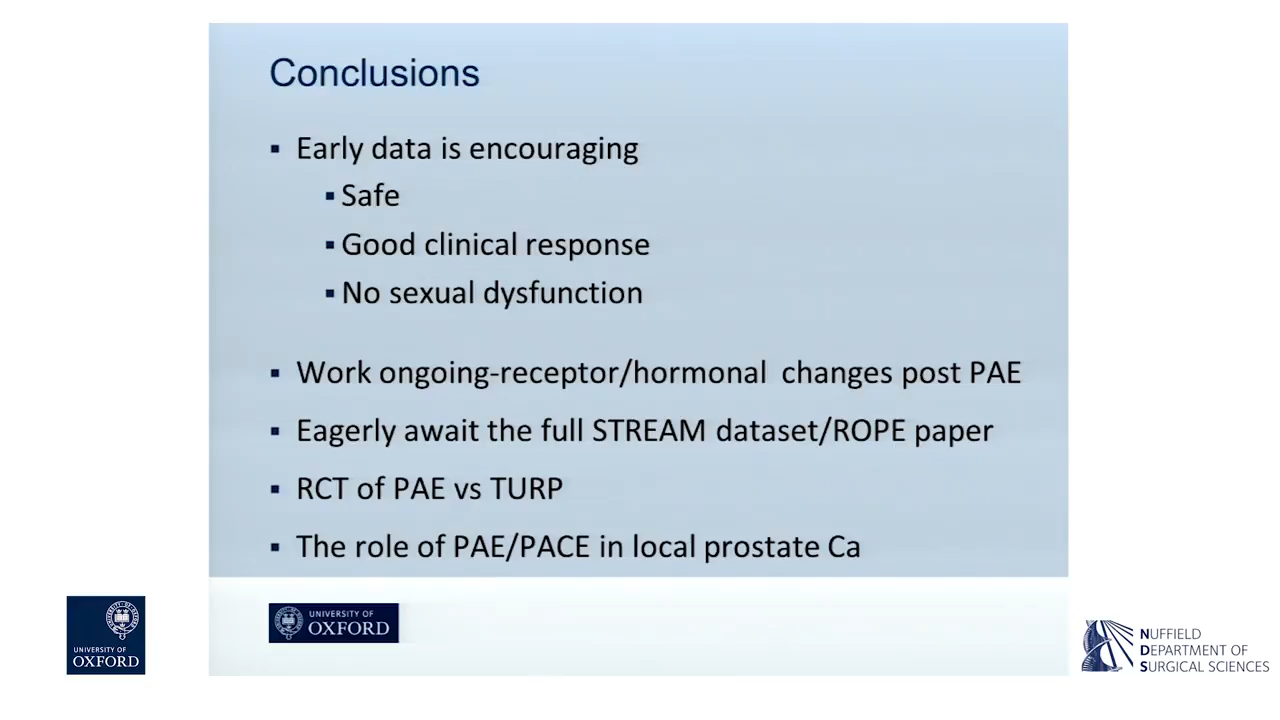 Conclusions
▪ Early data is encouraging
▪ Safe
▪ Good clinical response
▪ No sexual dysfunction
▪ Work ongoing-receptor/hormonal changes post PAE
▪ Eagerly await the full STREAM dataset/ROPE paper
▪ RCT of PAE vs TURP
▪ The role of PAE/PACE in local prostate Ca
UNIVERSITY OF
OXFORD
UNIVERSITY OF
OXFORD
NUFFIELD
DEPARTMENT OF
SURGICAL SCIENCES